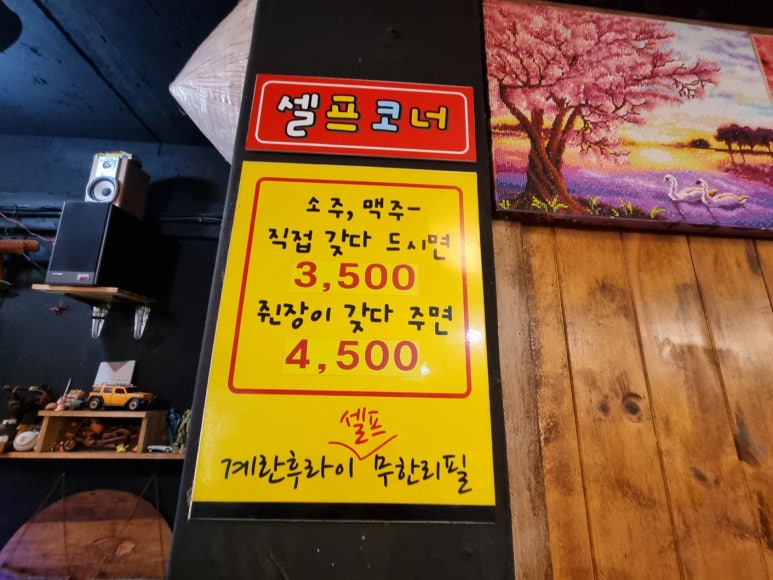 셀프코너
소주, 맥주-
직접 갖다 드시면
3,500
쥔장이 갖다 주면
4,500
셀프
계란후라이 무한리필